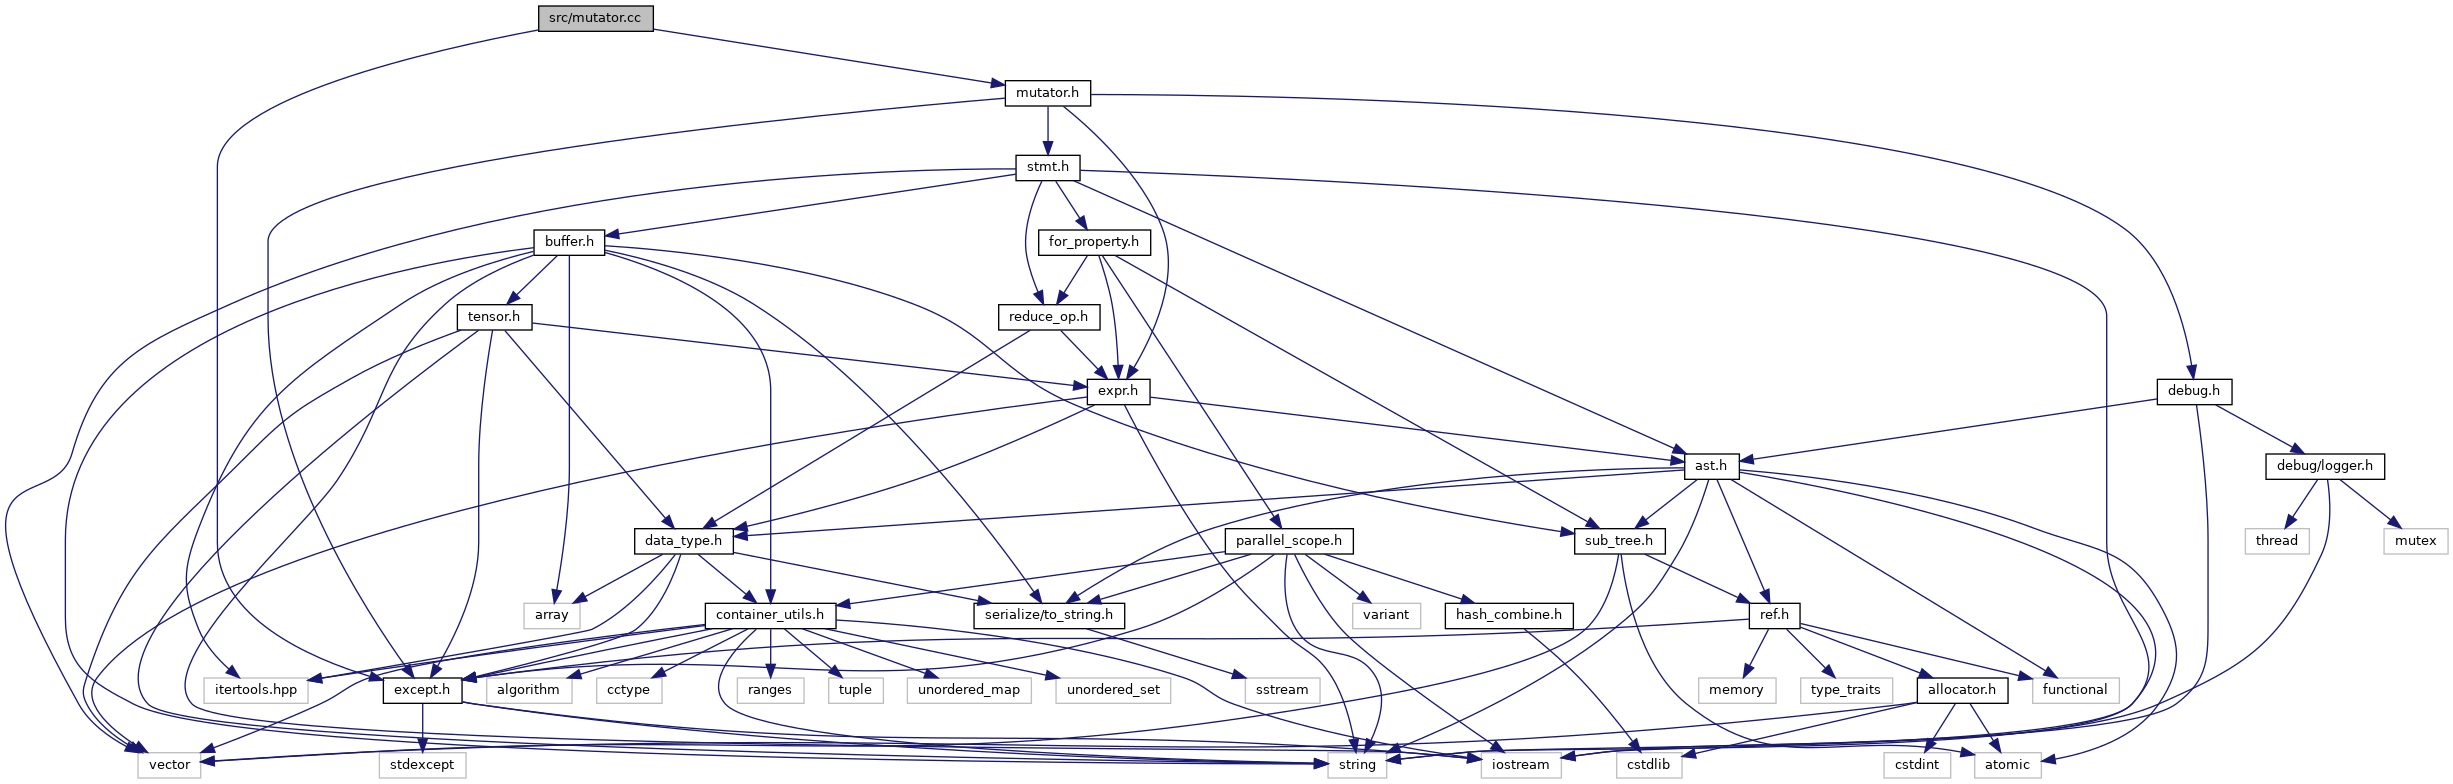 src/mutator.cc
mutator.h
stmt.h
buffer.h
for_property.h
tensor.h
reduce_op.h
expr.h
debug.h
ast.h
debug/logger.h
data_type.h
parallel_scope.h
sub_tree.h
thread
mutex
array
container_utils.h
serialize/to_string.h
variant
hash_combine.h
ref.h
itertools.hpp
except.h
algorithm
cctype
ranges
tuple
unordered_map
unordered_set
sstream
memory
type_traits
allocator.h
functional
vector
stdexcept
string
iostream
cstdlib
cstdint
atomic